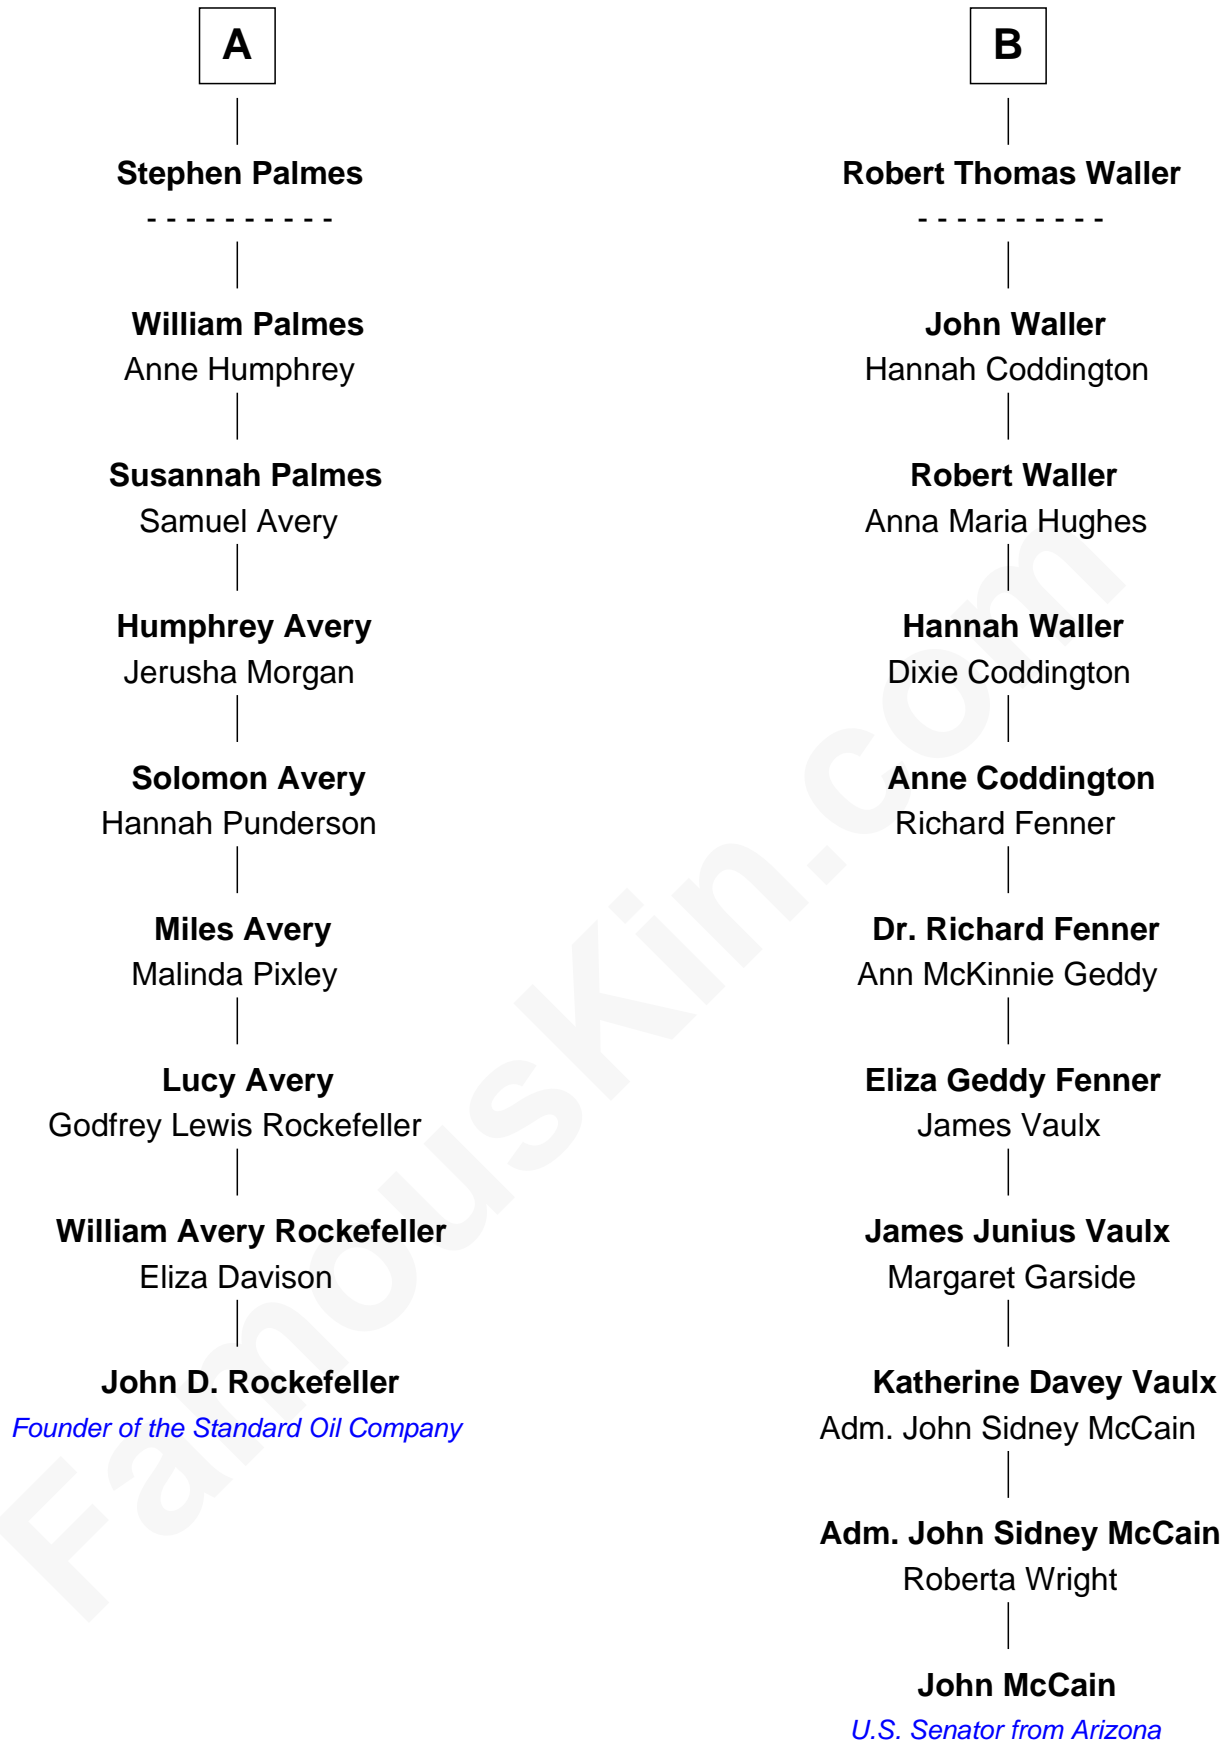 A
Stephen Palmes
- - - - - - - - - -
William Palmes
Anne Humphrey
Susannah Palmes
Samuel Avery
Humphrey Avery
Jerusha Morgan
Solomon Avery
Hannah Punderson
Miles Avery
Malinda Pixley
Lucy Avery
Godfrey Lewis Rockefeller
William Avery Rockefeller
Eliza Davison
John D. Rockefeller
Founder of the Standard Oil Company
B
Robert Thomas Waller
- - - - - - - - - -
John Waller
Hannah Coddington
Robert Waller
Anna Maria Hughes
Hannah Waller
Dixie Coddington
Anne Coddington
Richard Fenner
Dr. Richard Fenner
Ann McKinnie Geddy
Eliza Geddy Fenner
James Vaulx
James Junius Vaulx
Margaret Garside
Katherine Davey Vaulx
Adm. John Sidney McCain
Adm. John Sidney McCain
Roberta Wright
John McCain
U.S. Senator from Arizona
FamousKin.com